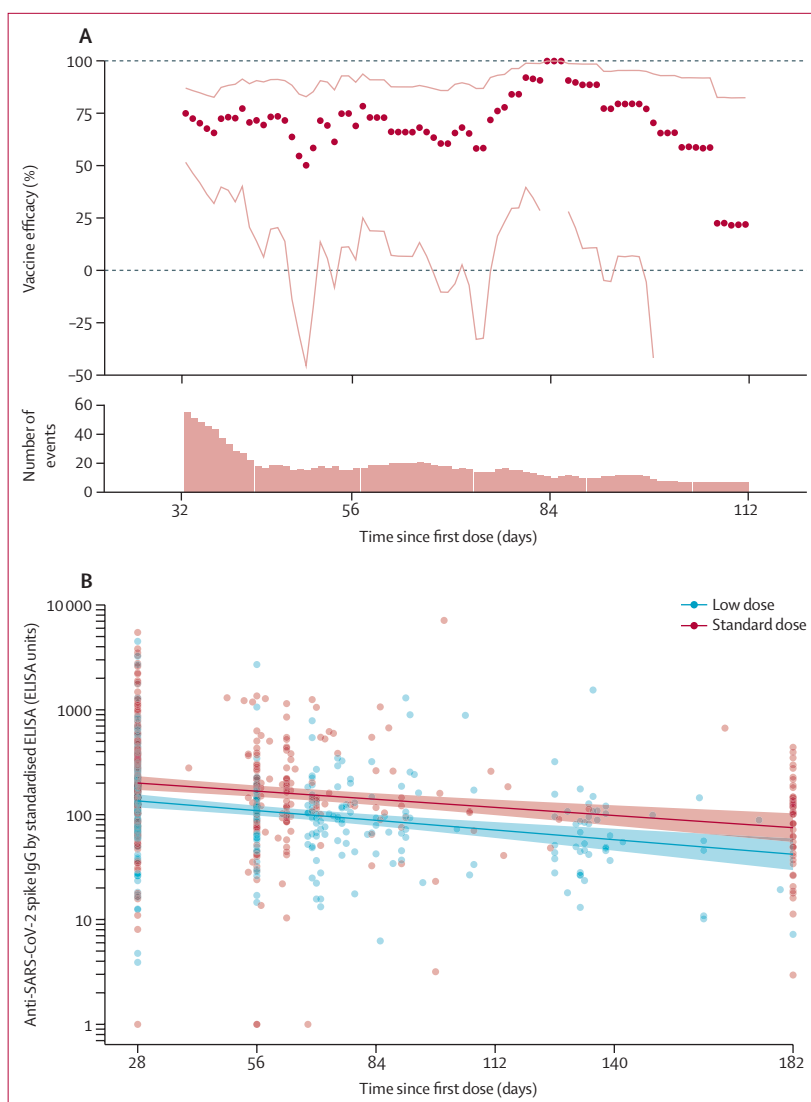 A
100
75
50
25
0
−25
−50
Vaccine efficacy (%)
60
40
20
0
Number of
events
32
56
84
112
Time since first dose (days)
B
10 000
1000
100
10
1
Anti-SARS-CoV-2 spike IgG by standardised ELISA (ELISA units)
Low dose
Standard dose
28
56
84
112
140
182
Time since first dose (days)